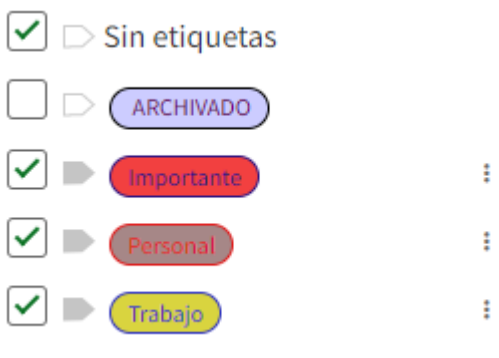 Sin etiquetas
ARCHIVADO
Importante
Personal
Trabajo